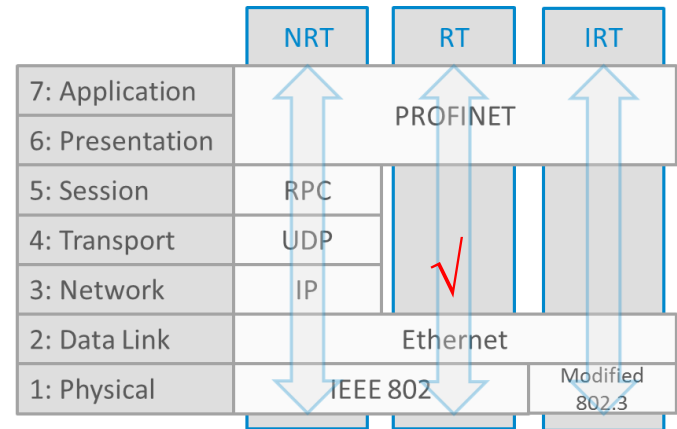 NRT RT IRT
7: Application
PROFINET
6: Presentation
5: Session RPC
4: Transport UDP
3: Network IP
2: Data Link Ethernet
1: Physical IEEE 802 Modified
802.3